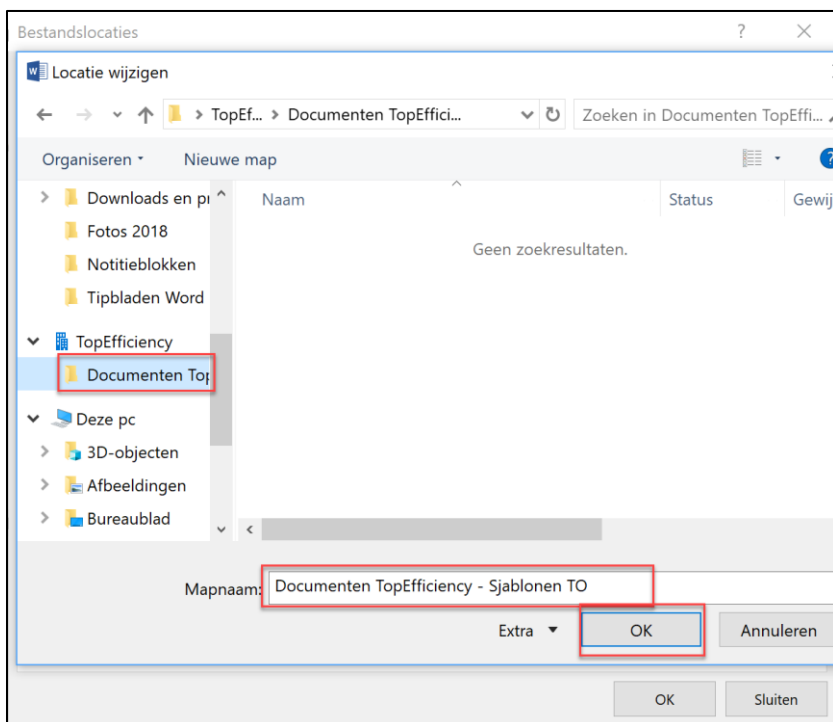 Bestandslocaties
Locatie wijzigen
TopEf... > Documenten TopEffici...
Zoeken in Documenten TopEffi...
Organiseren
Nieuwe map
Downloads en pr
Naam
Status
Gewij
Fotos 2018
Geen zoekresultaten.
Notitieblokken
Tipbladen Word
TopEfficiency
Documenten Top
Deze pc
3D-objecten
Afbeeldingen
Bureaublad
Mapnaam: Documenten TopEfficiency - Sjablonen TO
Extra
OK
Annuleren
OK
Sluiten